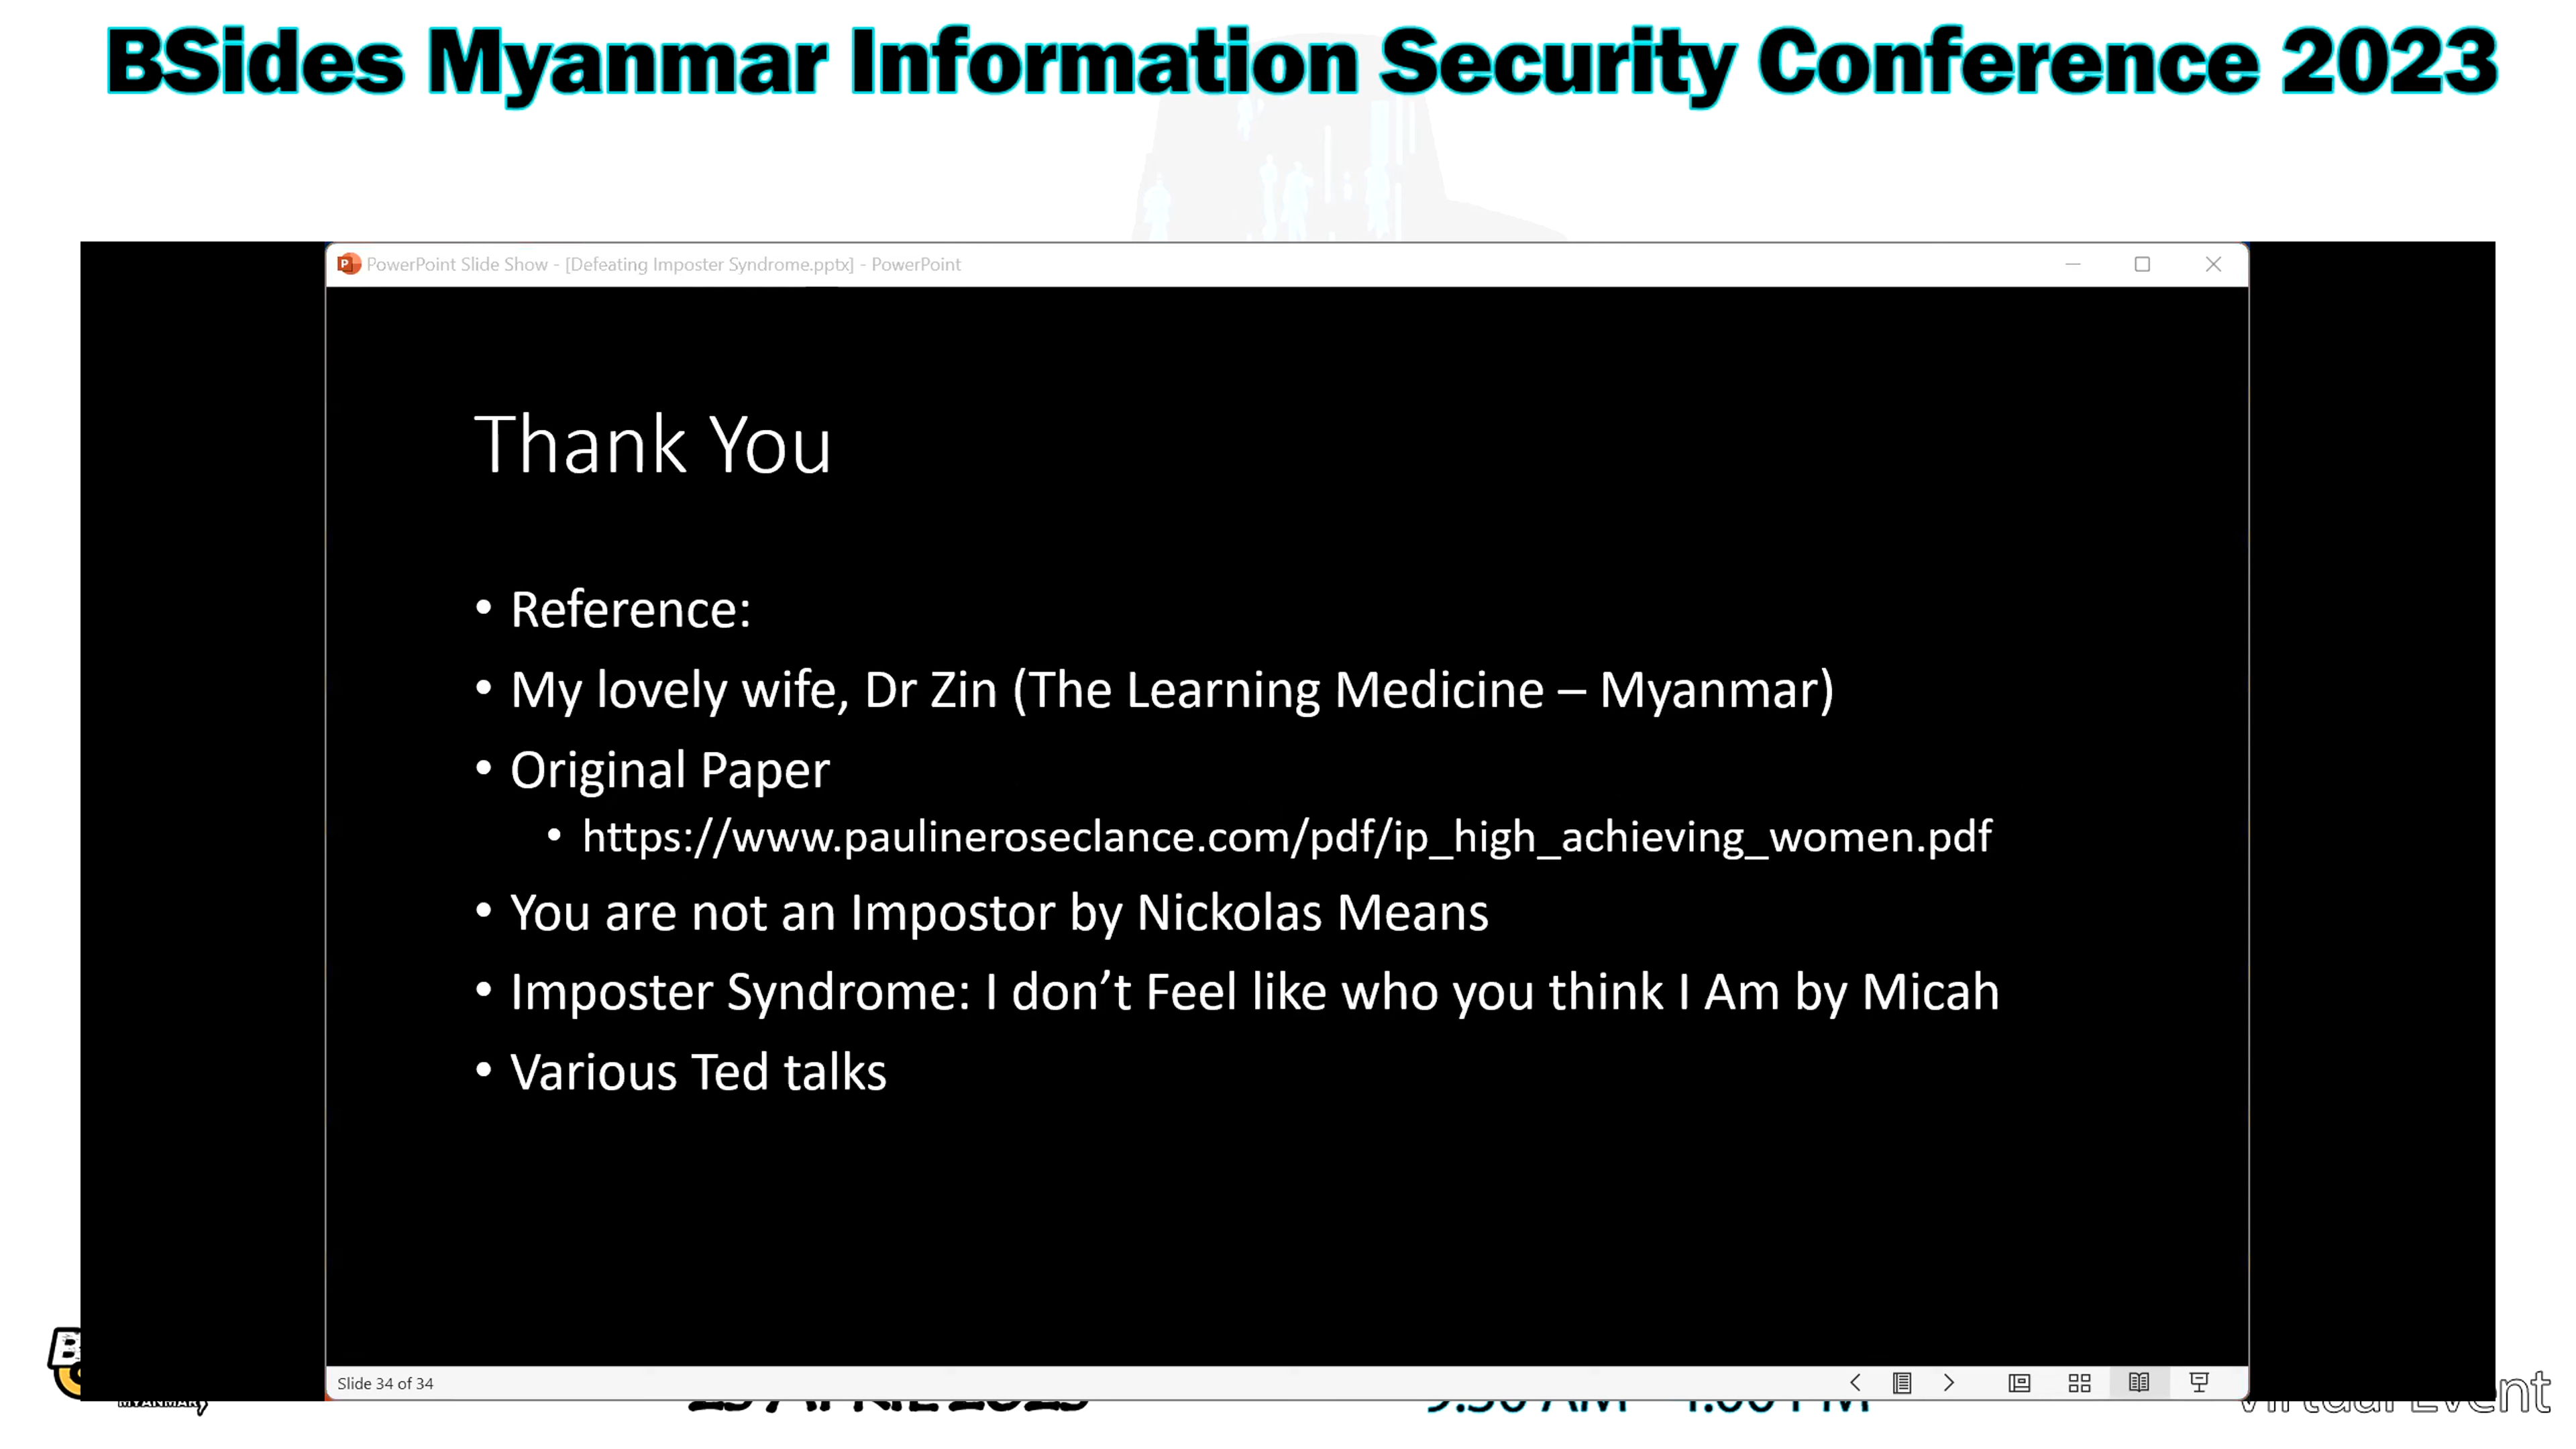 BSides Myanmar Information Security Conference 2023
PowerPoint Slide Show - [Defeating Imposter Syndrome.pptx] - PowerPoint
Thank You
• Reference:
• My lovely wife, Dr Zin (The Learning Medicine – Myanmar)
• Original Paper
• https://www.paulineroseclance.com/pdf/ip_high_achieving_women.pdf
• You are not an Impostor by Nickolas Means
• Imposter Syndrome: I don’t Feel like who you think I Am by Micah
• Various Ted talks
Slide 34 of 34
MYANMAR
Virtual Event